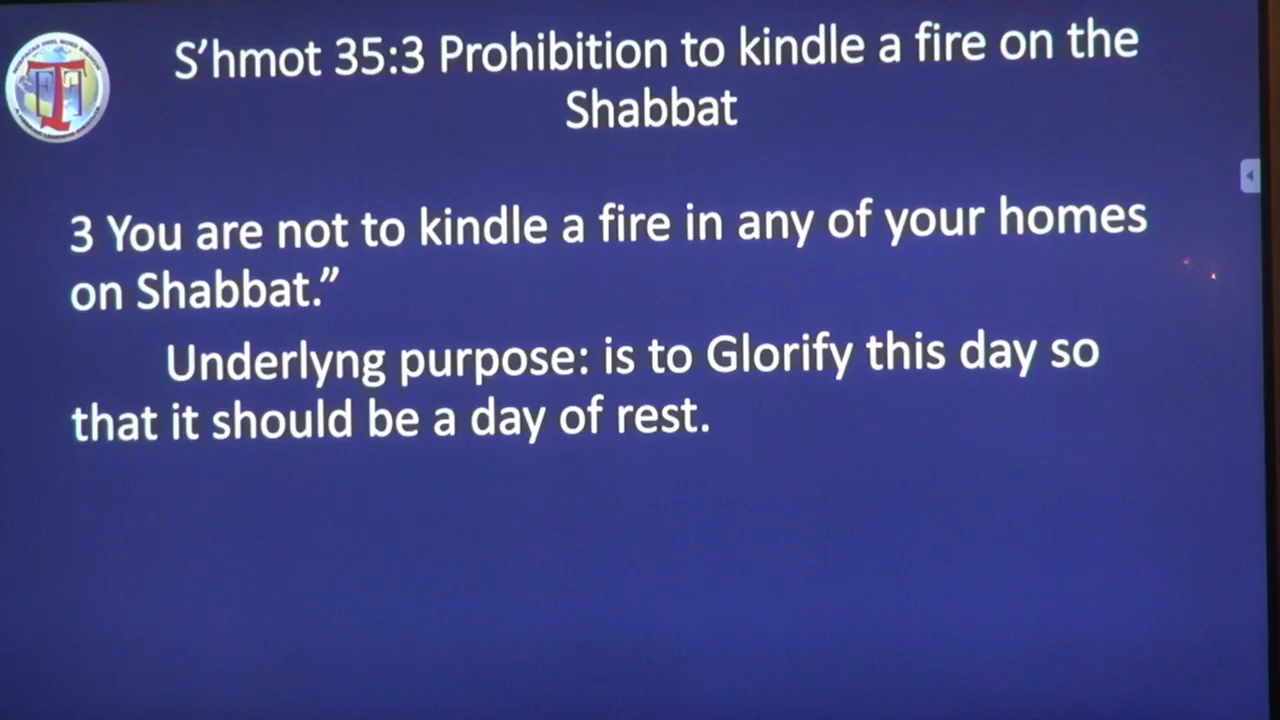 S'hmot 35:3 Prohibition to kindle a fire on the
Shabbat
3 You are not to kindle a fire in any of your homes
on Shabbat.”
Underlyng purpose: is to Glorify this day so
that it should be a day of rest.